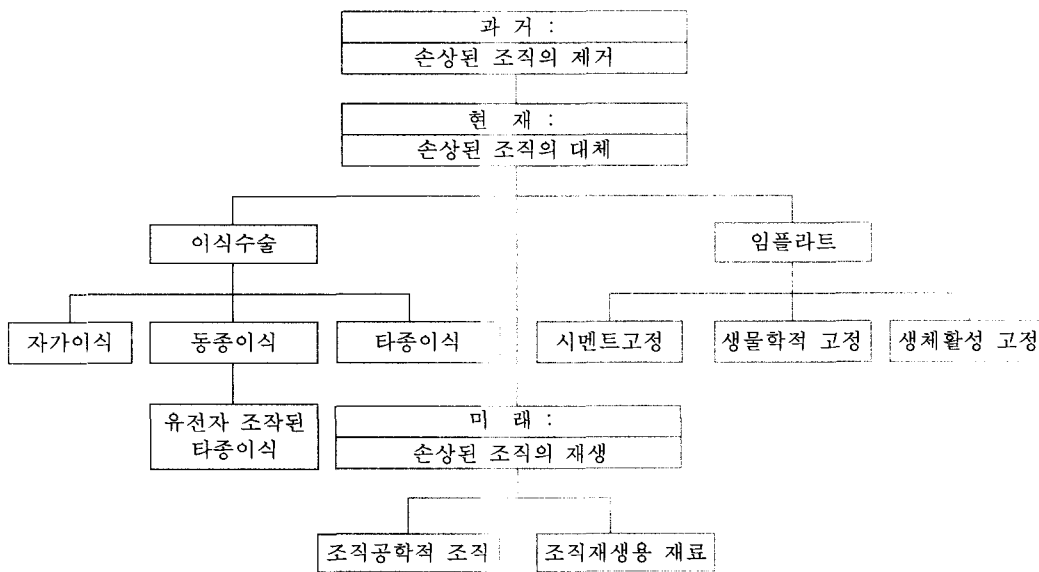 과 거 :
손상된 조직의 제거
현 재 :
손상된 조직의 대체
이식수술
임플라트
자가이식
동종이식
타종이식
시멘트고정
생물학적 고정
생체활성 고정
유전자 조작된
타종이식
미 래 :
손상된 조직의 재생
조직공학적 조직
조직재생용 재료